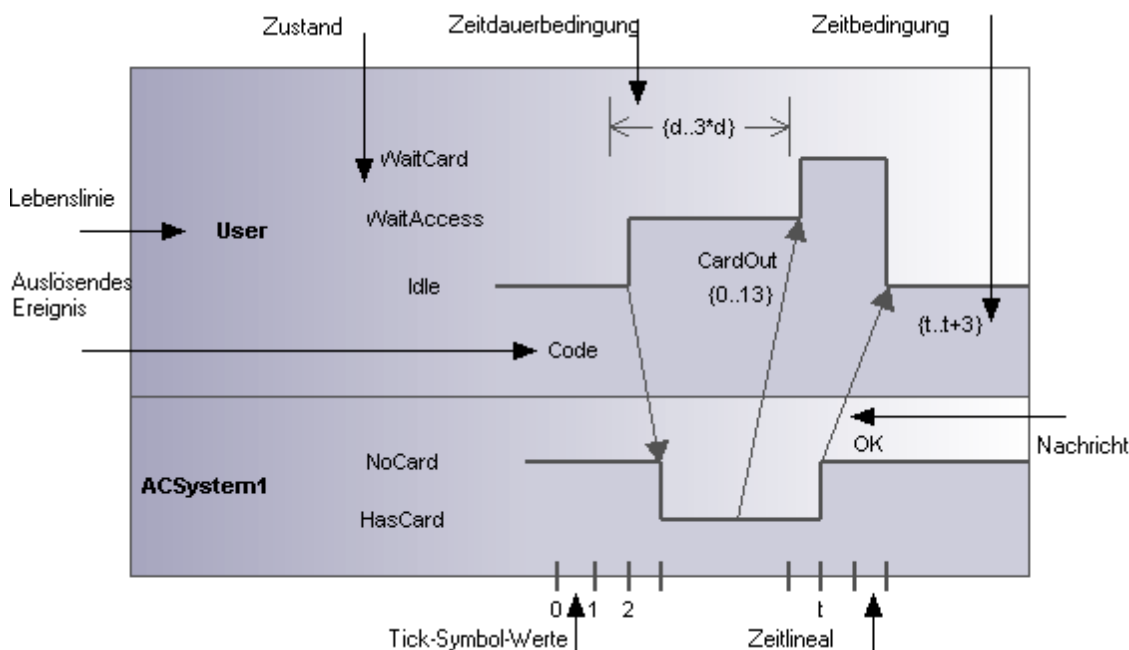 Zustand
Zeitdauerbedingung
Zeitbedingung
{d..3*d}
WaitCard
Lebenslinie
User
WaitAccess
CardOut
{0..13}
Auslösendes
Ereignis
Idle
{t..t+3}
Code
OK
Nachricht
NoCard
ACSystem1
HasCard
0 1 2 t
Tick-Symbol-Werte
Zeitlineal